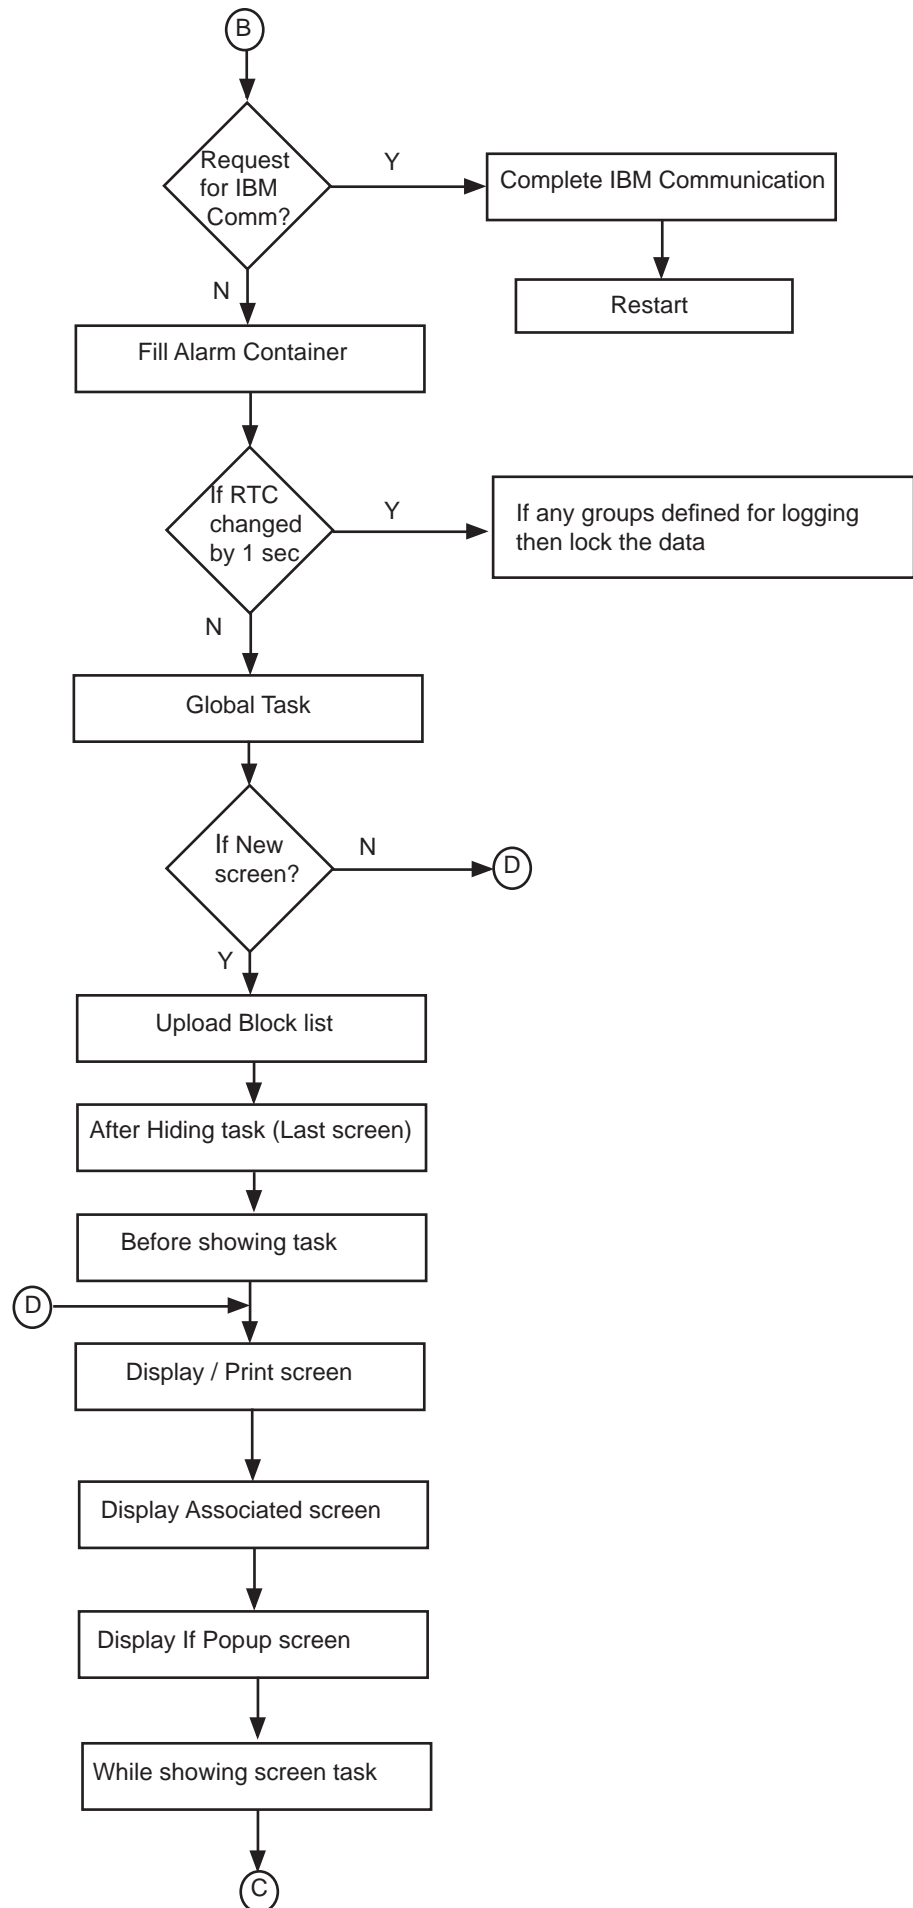 B
Request
for IBM
Comm?
Y
Complete IBM Communication
N
Restart
Fill Alarm Container
If RTC
changed
by 1 sec
Y
If any groups defined for logging
then lock the data
N
Global Task
If New
screen?
N
D
Y
Upload Block list
After Hiding task (Last screen)
Before showing task
D
Display / Print screen
Display Associated screen
Display If Popup screen
While showing screen task
C